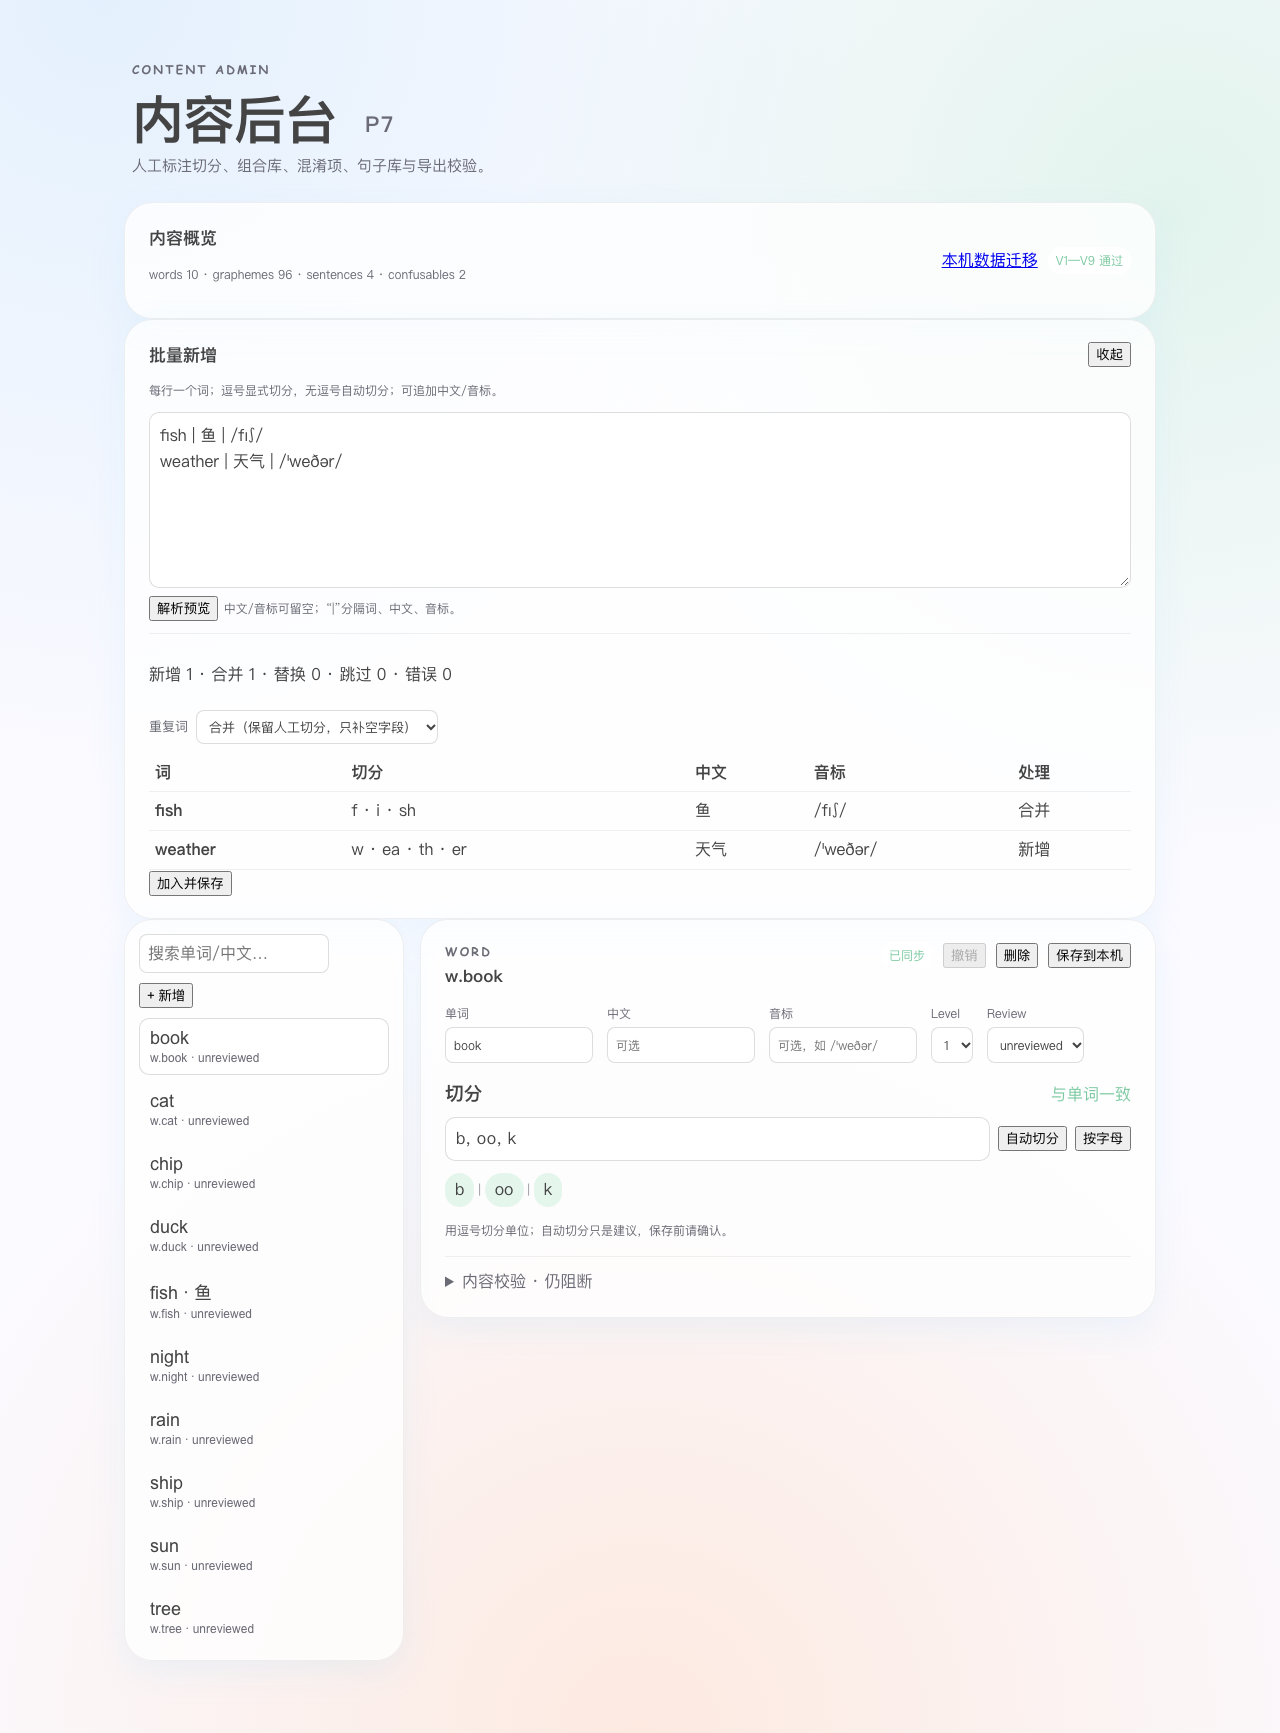 CONTENT ADMIN
内容后台 P7
人工标注切分、组合库、混淆项、句子库与导出校验。
内容概览
words 10 · graphemes 96 · sentences 4 · confusables 2
本机数据迁移 V1—V9 通过
批量新增 收起
每行一个词；逗号显式切分，无逗号自动切分；可追加中文/音标。
fish | 鱼 | /fɪʃ/
weather | 天气 | /ˈweðər/
解析预览 中文/音标可留空；“|”分隔词、中文、音标。
新增 1 · 合并 1 · 替换 0 · 跳过 0 · 错误 0
重复词 合并（保留人工切分，只补空字段）
词 切分 中文 音标 处理
fish f · i · sh 鱼 /fɪʃ/ 合并
weather w · ea · th · er 天气 /ˈweðər/ 新增
加入并保存
搜索单词/中文…
+ 新增
book
w.book · unreviewed
cat
w.cat · unreviewed
chip
w.chip · unreviewed
duck
w.duck · unreviewed
fish · 鱼
w.fish · unreviewed
night
w.night · unreviewed
rain
w.rain · unreviewed
ship
w.ship · unreviewed
sun
w.sun · unreviewed
tree
w.tree · unreviewed
WORD
w.book
已同步 撤销 删除 保存到本机
单词 中文 音标 Level Review
book 可选 可选，如 /ˈweðər/ 1 unreviewed
切分 与单词一致
b, oo, k 自动切分 按字母
b | oo | k
用逗号切分单位；自动切分只是建议，保存前请确认。
▶ 内容校验 · 仍阻断